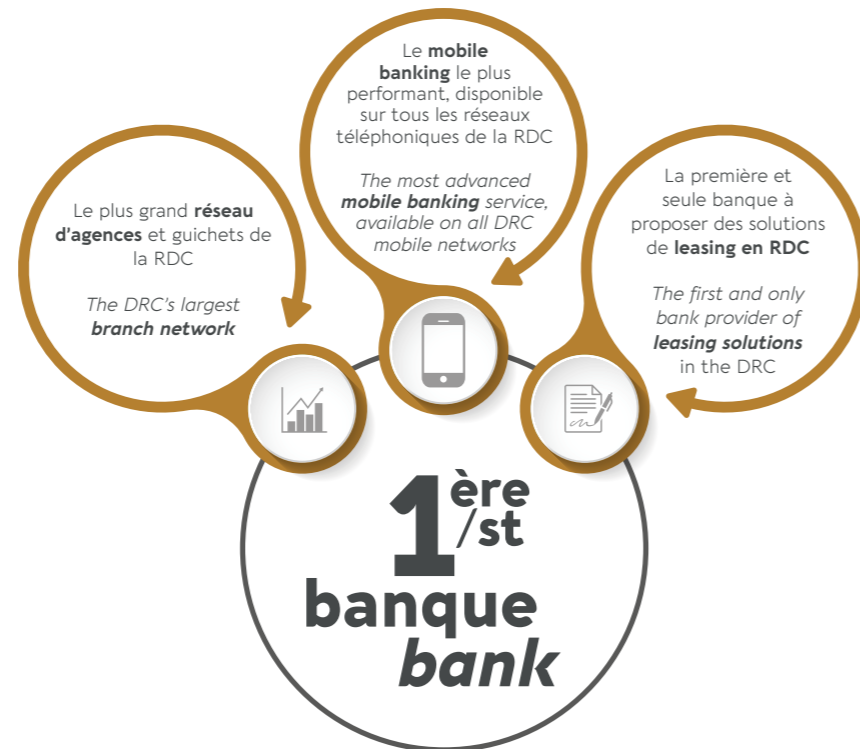 Le plus grand réseau
d'agences et guichets de
la RDC
The DRC's largest
branch network
Le mobile
banking le plus
performant, disponible
sur tous les réseaux
téléphoniques de la RDC
The most advanced
mobile banking service,
available on all DRC
mobile networks
La première et
seule banque à
proposer des solutions
de leasing en RDC
The first and only
bank provider of
leasing solutions
in the DRC
1ère
/st
banque
bank